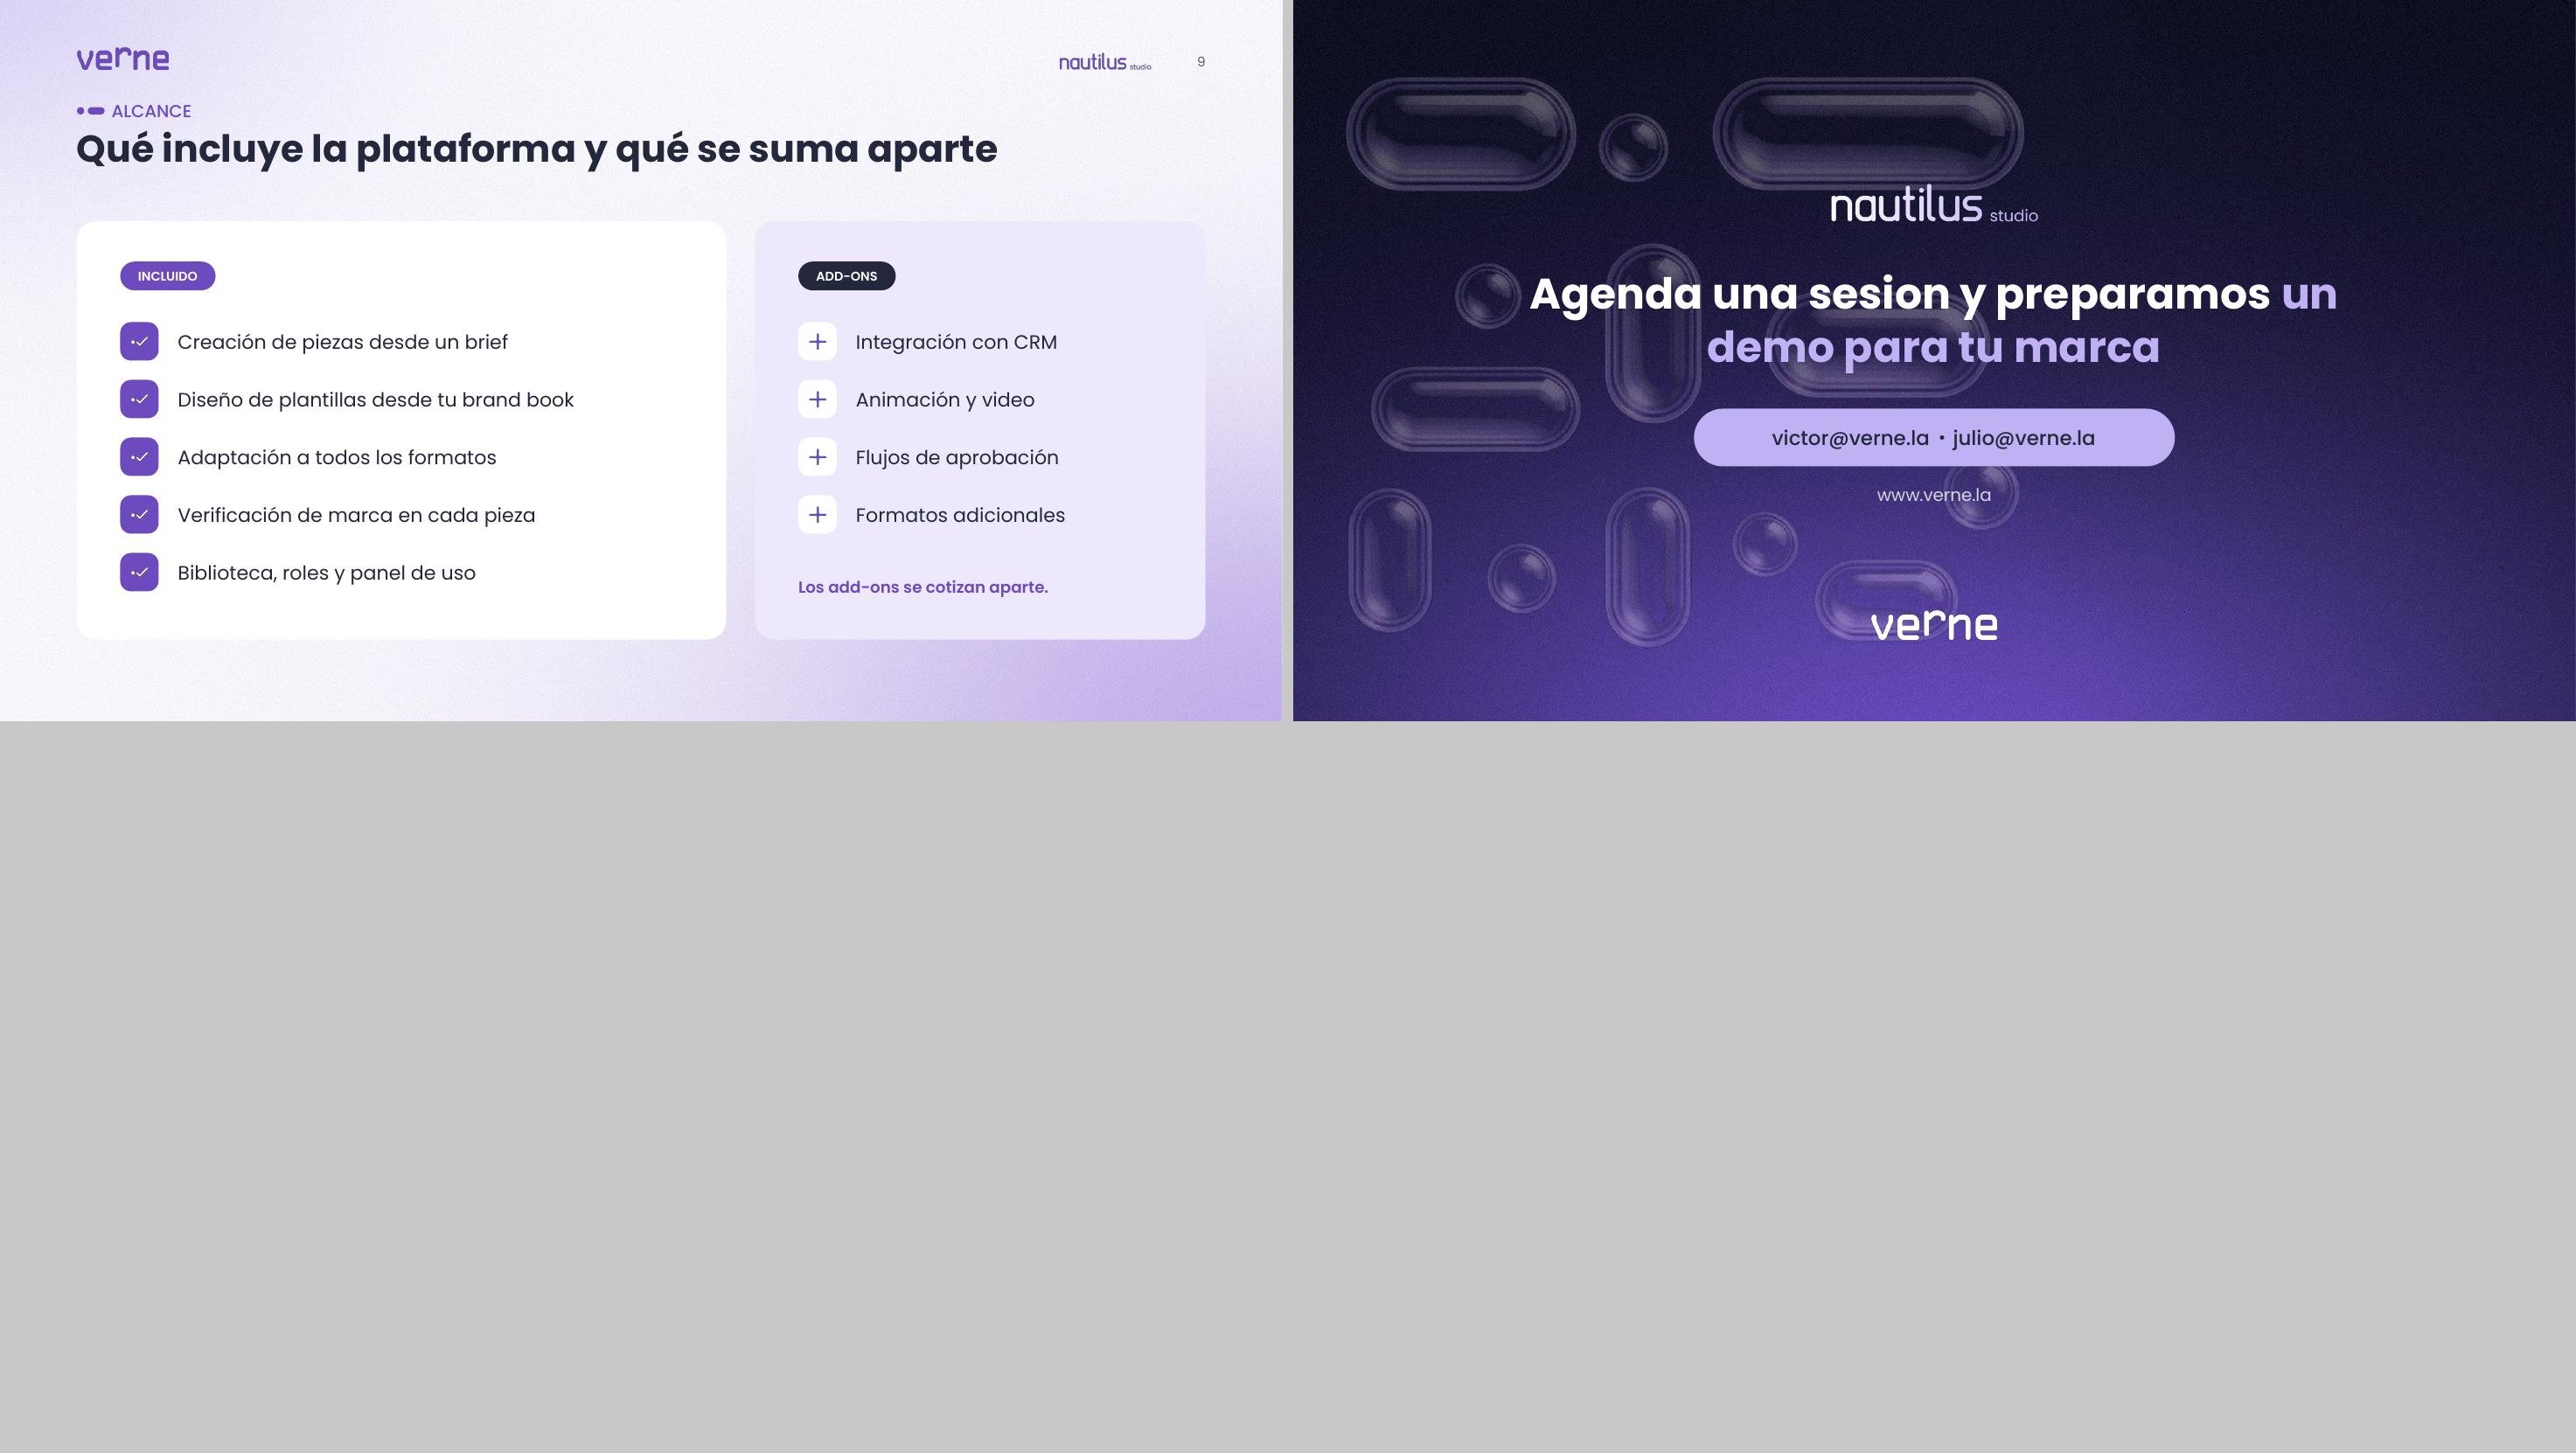 verne
nautilus studio
9
ALCANCE
Qué incluye la plataforma y qué se suma aparte
INCLUIDO
Creación de piezas desde un brief
Diseño de plantillas desde tu brand book
Adaptación a todos los formatos
Verificación de marca en cada pieza
Biblioteca, roles y panel de uso
ADD-ONS
Integración con CRM
Animación y video
Flujos de aprobación
Formatos adicionales
Los add-ons se cotizan aparte.
nautilus studio
Agenda una sesion y preparamos un
demo para tu marca
victor@verne.la • julio@verne.la
www.verne.la
verne